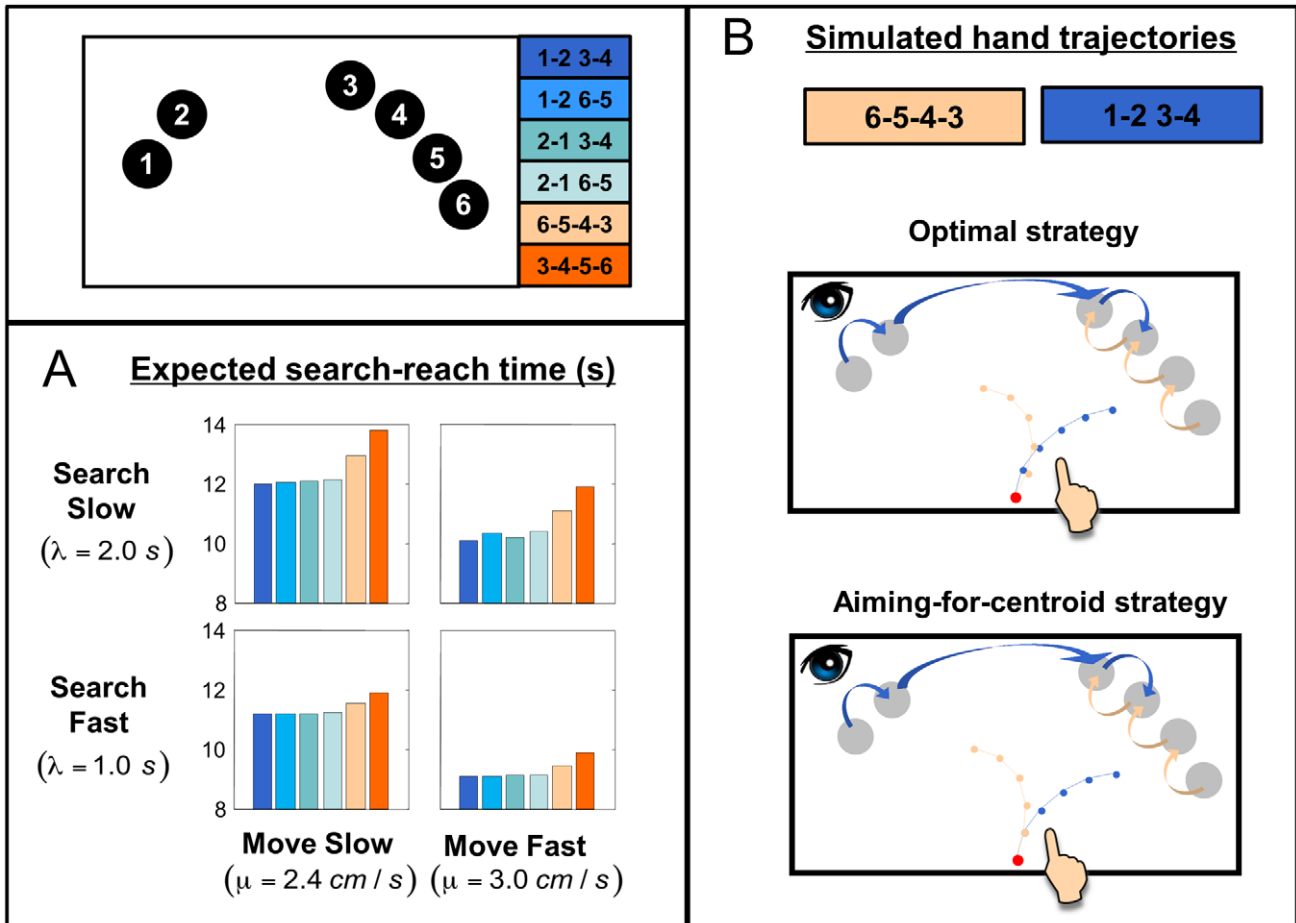 1
2
3
4
5
6
1-2 3-4
1-2 6-5
2-1 3-4
2-1 6-5
6-5-4-3
3-4-5-6
A Expected search-reach time (s)
Search
Slow
(λ = 2.0 s)
14
12
10
8
Search
Fast
(λ = 1.0 s)
14
12
10
8
Move Slow
(μ = 2.4 cm / s)
Move Fast
(μ = 3.0 cm / s)
B Simulated hand trajectories
6-5-4-3
1-2 3-4
Optimal strategy
Aiming-for-centroid strategy